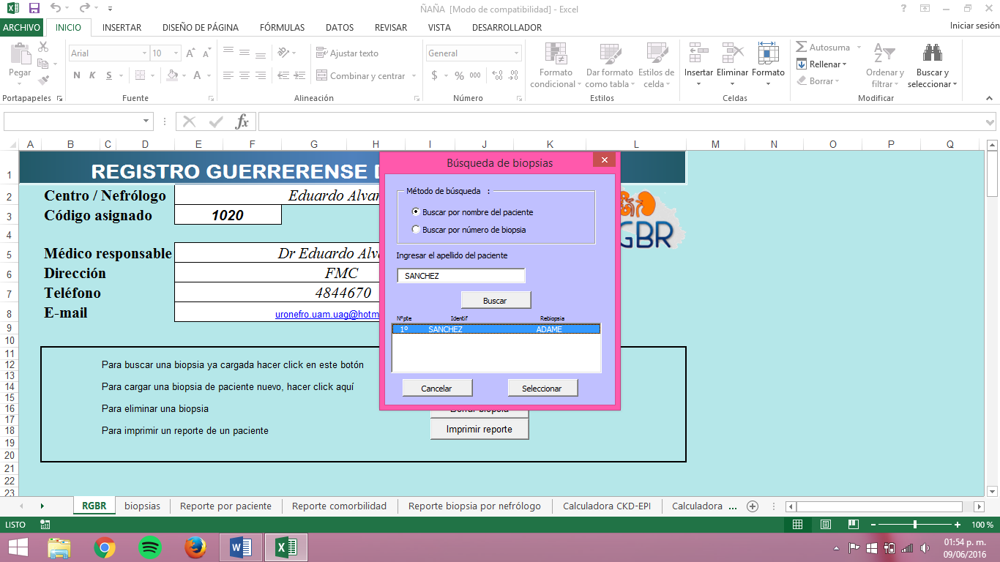 ÑAÑA [Modo de compatibilidad] - Excel
ARCHIVO INICIO INSERTAR DISEÑO DE PÁGINA FÓRMULAS DATOS REVISAR VISTA DESARROLLADOR Iniciar sesión
Pegar
Portapapeles
Arial 10
N K S
Fuente
Ajustar texto
Combinar y centrar
Alineación
General
$ % 000
Número
Formato condicional
Dar formato como tabla
Estilos de celda
Estilos
Insertar Eliminar Formato
Celdas
Autosuma
Rellenar
Borrar
Ordenar y filtrar
Buscar y seleccionar
Modificar
fx
A B C D E F G H I J K L M N O P Q
1 REGISTRO GUERRERENSE
2 Centro / Nefrólogo Eduardo
3 Código asignado 1020
4
5 Médico responsable Dr Eduardo
6 Dirección FMC
7 Teléfono 4844670
8 E-mail uronefro.uam.uag@hotm
9
10
11
12 Para buscar una biopsia ya cargada hacer click en este botón
13
14 Para cargar una biopsia de paciente nuevo, hacer click aquí
15
16 Para eliminar una biopsia Borrar biopsia
17
18 Para imprimir un reporte de un paciente Imprimir reporte
19
20
21
22
23
GBR
Búsqueda de biopsias
Método de búsqueda :
Buscar por nombre del paciente
Buscar por número de biopsia
Ingresar el apellido del paciente
SANCHEZ
Buscar
Nºpte Identif Rebiopsia
1º SANCHEZ ADAME
Cancelar Seleccionar
RGBR biopsias Reporte por paciente Reporte comorbilidad Reporte biopsia por nefrólogo Calculadora CKD-EPI Calculadora ...
LISTO 100 %
01:54 p. m.
09/06/2016